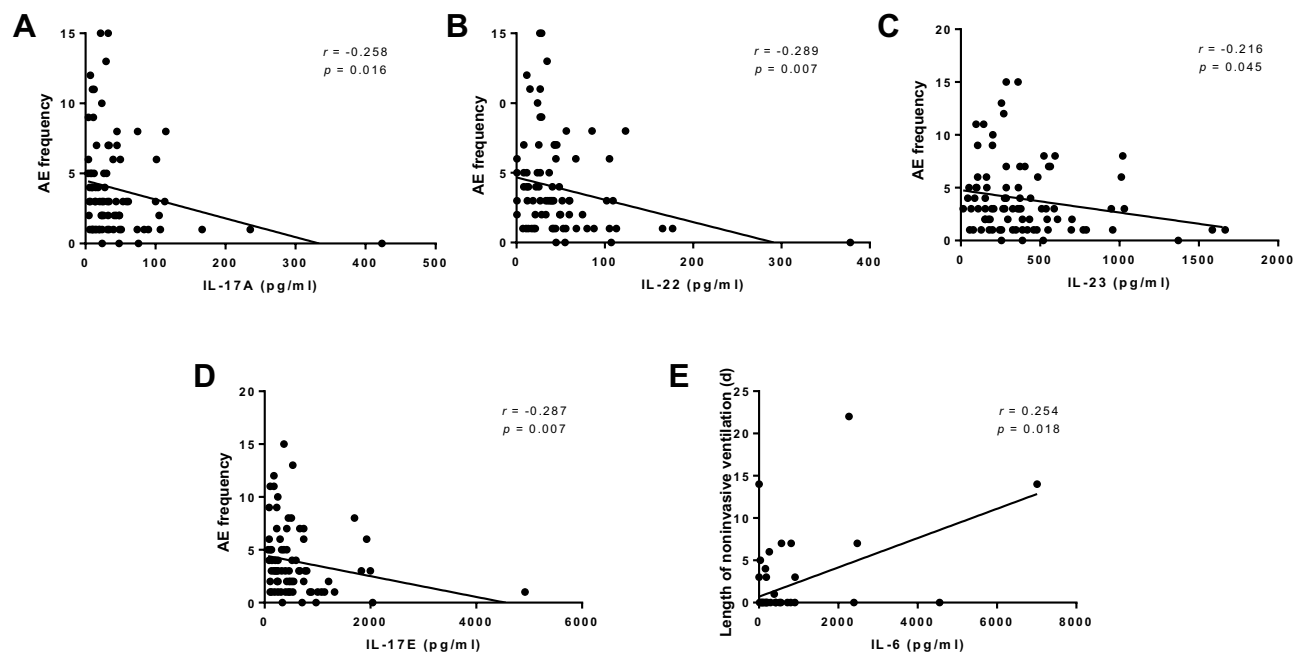 A
r = -0.258
p = 0.016
15
10
5
0
AE frequency
0 100 200 300 400 500
IL-17A (pg/ml)
B
r = -0.289
p = 0.007
15
0
5
0
AE frequency
0 100 200 300 400
IL-22 (pg/ml)
C
r = -0.216
p = 0.045
20
15
10
5
0
AE frequency
0 500 1000 1500 2000
IL-23 (pg/ml)
D
r = -0.287
p = 0.007
20
15
10
5
0
AE frequency
0 2000 4000 6000
IL-17E (pg/ml)
E
r = 0.254
p = 0.018
25
20
15
10
5
0
Length of noninvasive ventilation (d)
0 2000 4000 6000 8000
IL-6 (pg/ml)